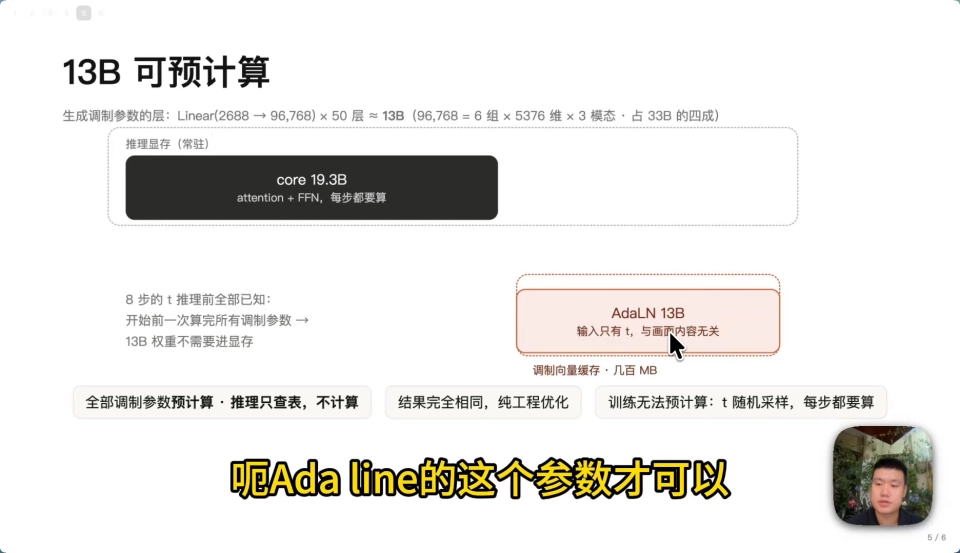 13B 可预计算
生成调制参数的层：Linear(2688 → 96,768) × 50 层 ≈ 13B（96,768 = 6 组 × 5376 维 × 3 模态 · 占 33B 的四成）
推理显存（常驻）
core 19.3B
attention + FFN，每步都要算
8 步的 t 推理前全部已知：
开始前一次算完所有调制参数 →
13B 权重不需要进显存
AdaLN 13B
输入只有 t，与画面内容无关
调制向量缓存 · 几百 MB
全部调制参数预计算 · 推理只查表，不计算
结果完全相同，纯工程优化
训练无法预计算：t 随机采样，每步都要算
呃Ada line的这个参数才可以
5 / 6